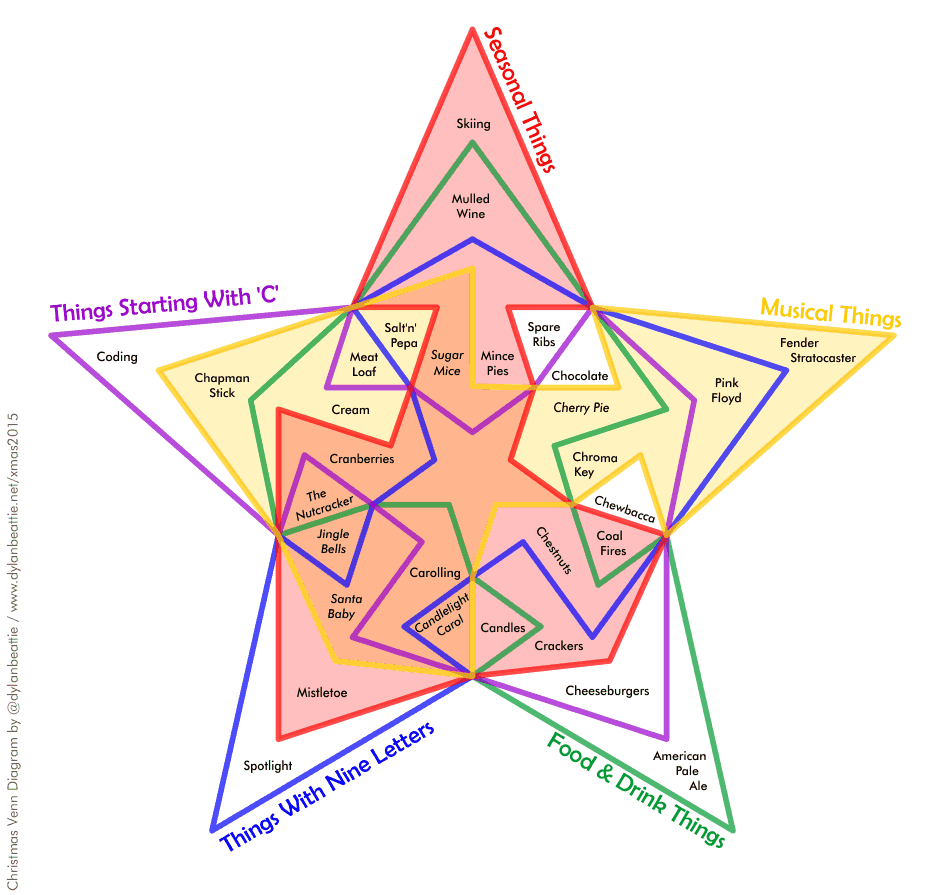 Seasonal Things
Skiing
Mulled
Wine
Things Starting With 'C'
Musical Things
Coding
Chapman
Stick
Salt'n'
Pepa
Meat
Loaf
Sugar
Mice
Mince
Pies
Spare
Ribs
Chocolate
Fender
Stratocaster
Pink
Floyd
Cream
Cherry Pie
Cranberries
Chroma
Key
The
Nutcracker
Chewbacca
Jingle
Bells
Coal
Fires
Chestnuts
Carolling
Santa
Baby
Candlelight
Carol
Candles
Crackers
Mistletoe
Cheeseburgers
Spotlight
American
Pale
Ale
Things With Nine Letters
Food & Drink Things
Christmas Venn Diagram by @dylanbeattie / www.dylanbeattie.net/xmas2015